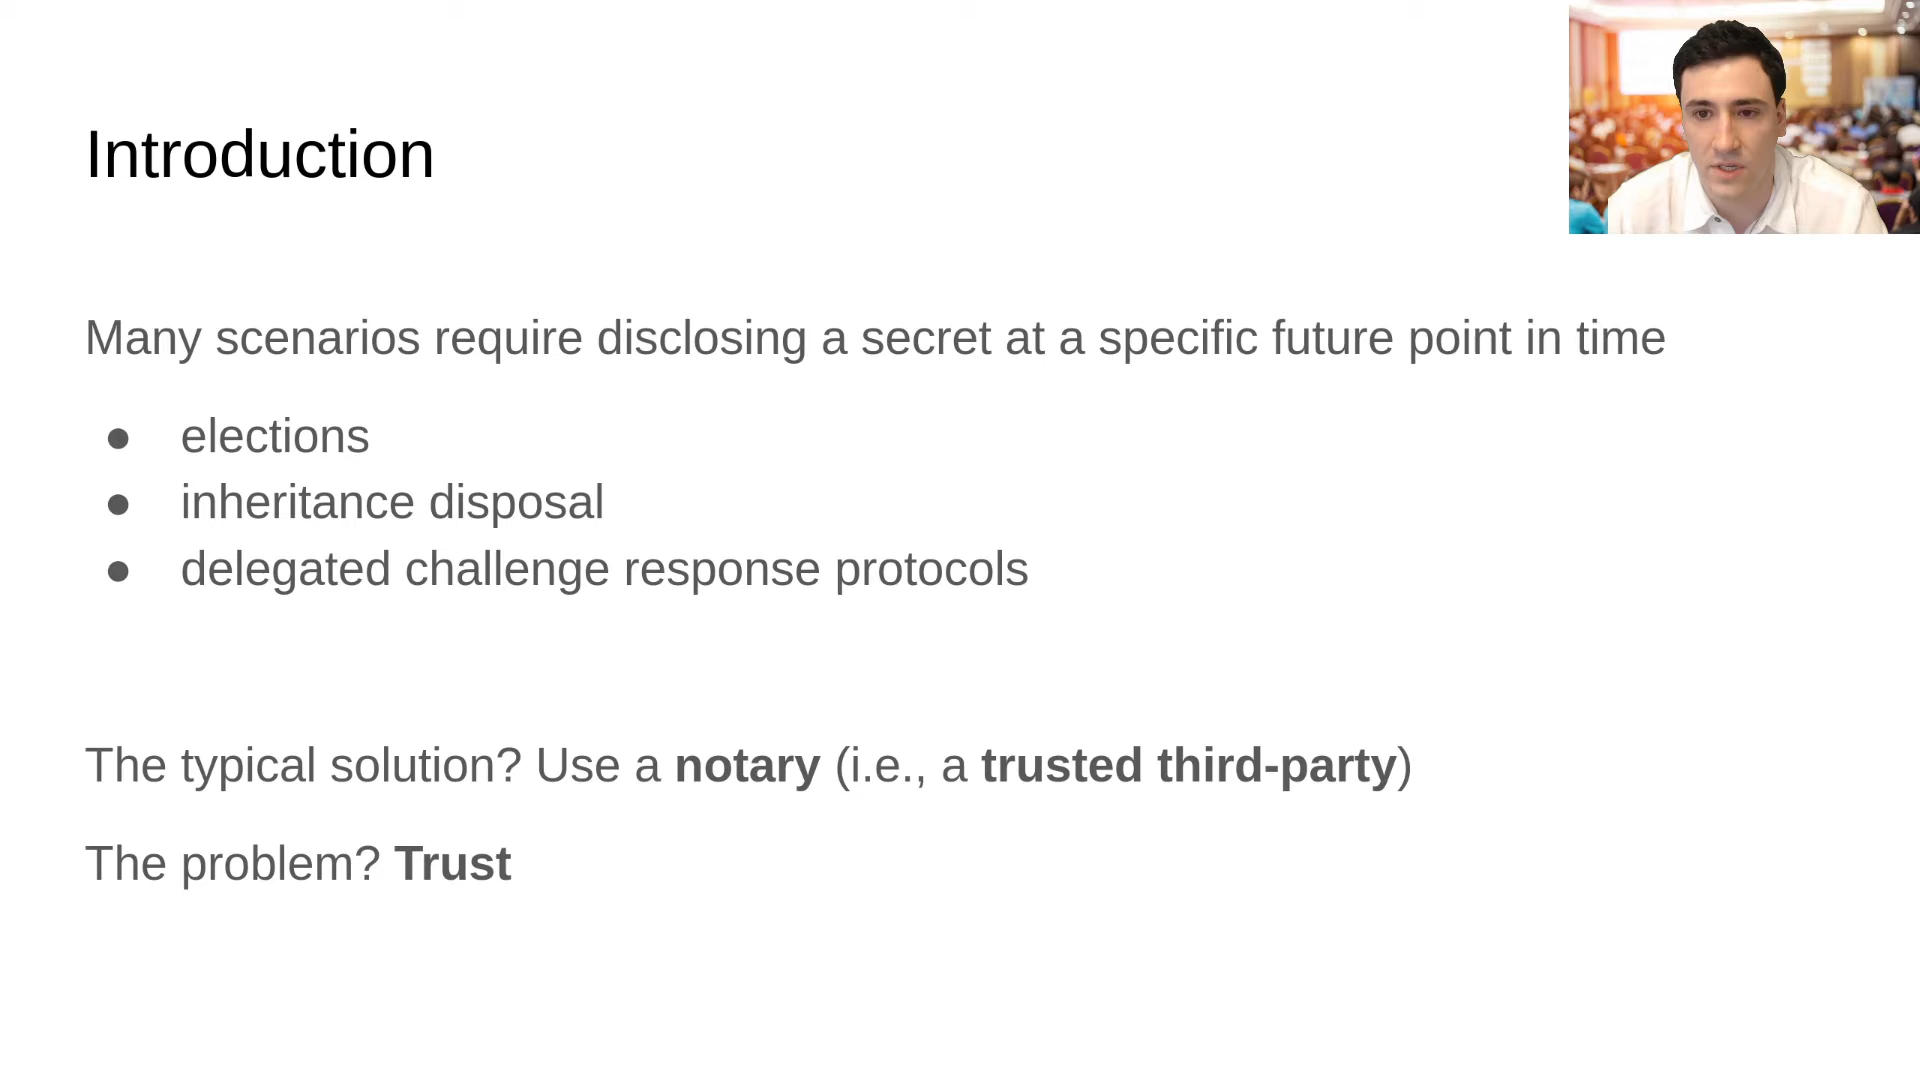 Introduction
Many scenarios require disclosing a secret at a specific future point in time
● elections
● inheritance disposal
● delegated challenge response protocols
The typical solution? Use a notary (i.e., a trusted third-party)
The problem? Trust